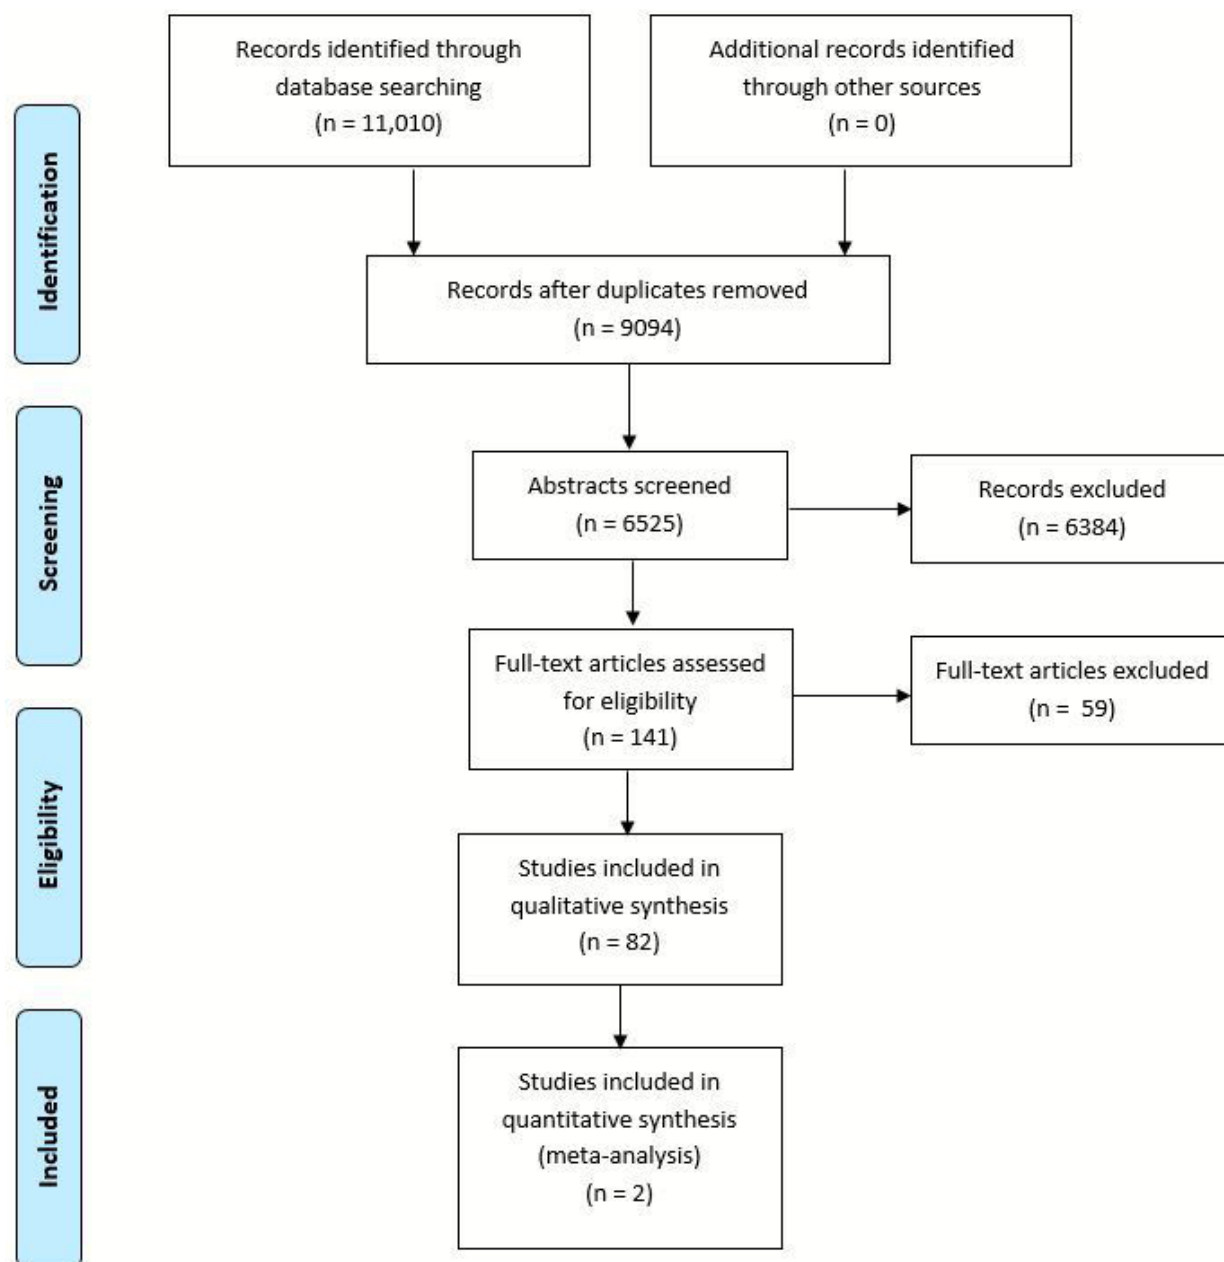 Records identified through
database searching
(n = 11,010)
Additional records identified
through other sources
(n = 0)
Identification
Records after duplicates removed
(n = 9094)
Screening
Abstracts screened
(n = 6525)
Records excluded
(n = 6384)
Full-text articles assessed
for eligibility
(n = 141)
Full-text articles excluded
(n =  59)
Eligibility
Studies included in
qualitative synthesis
(n = 82)
Included
Studies included in
quantitative synthesis
(meta-analysis)
(n = 2)